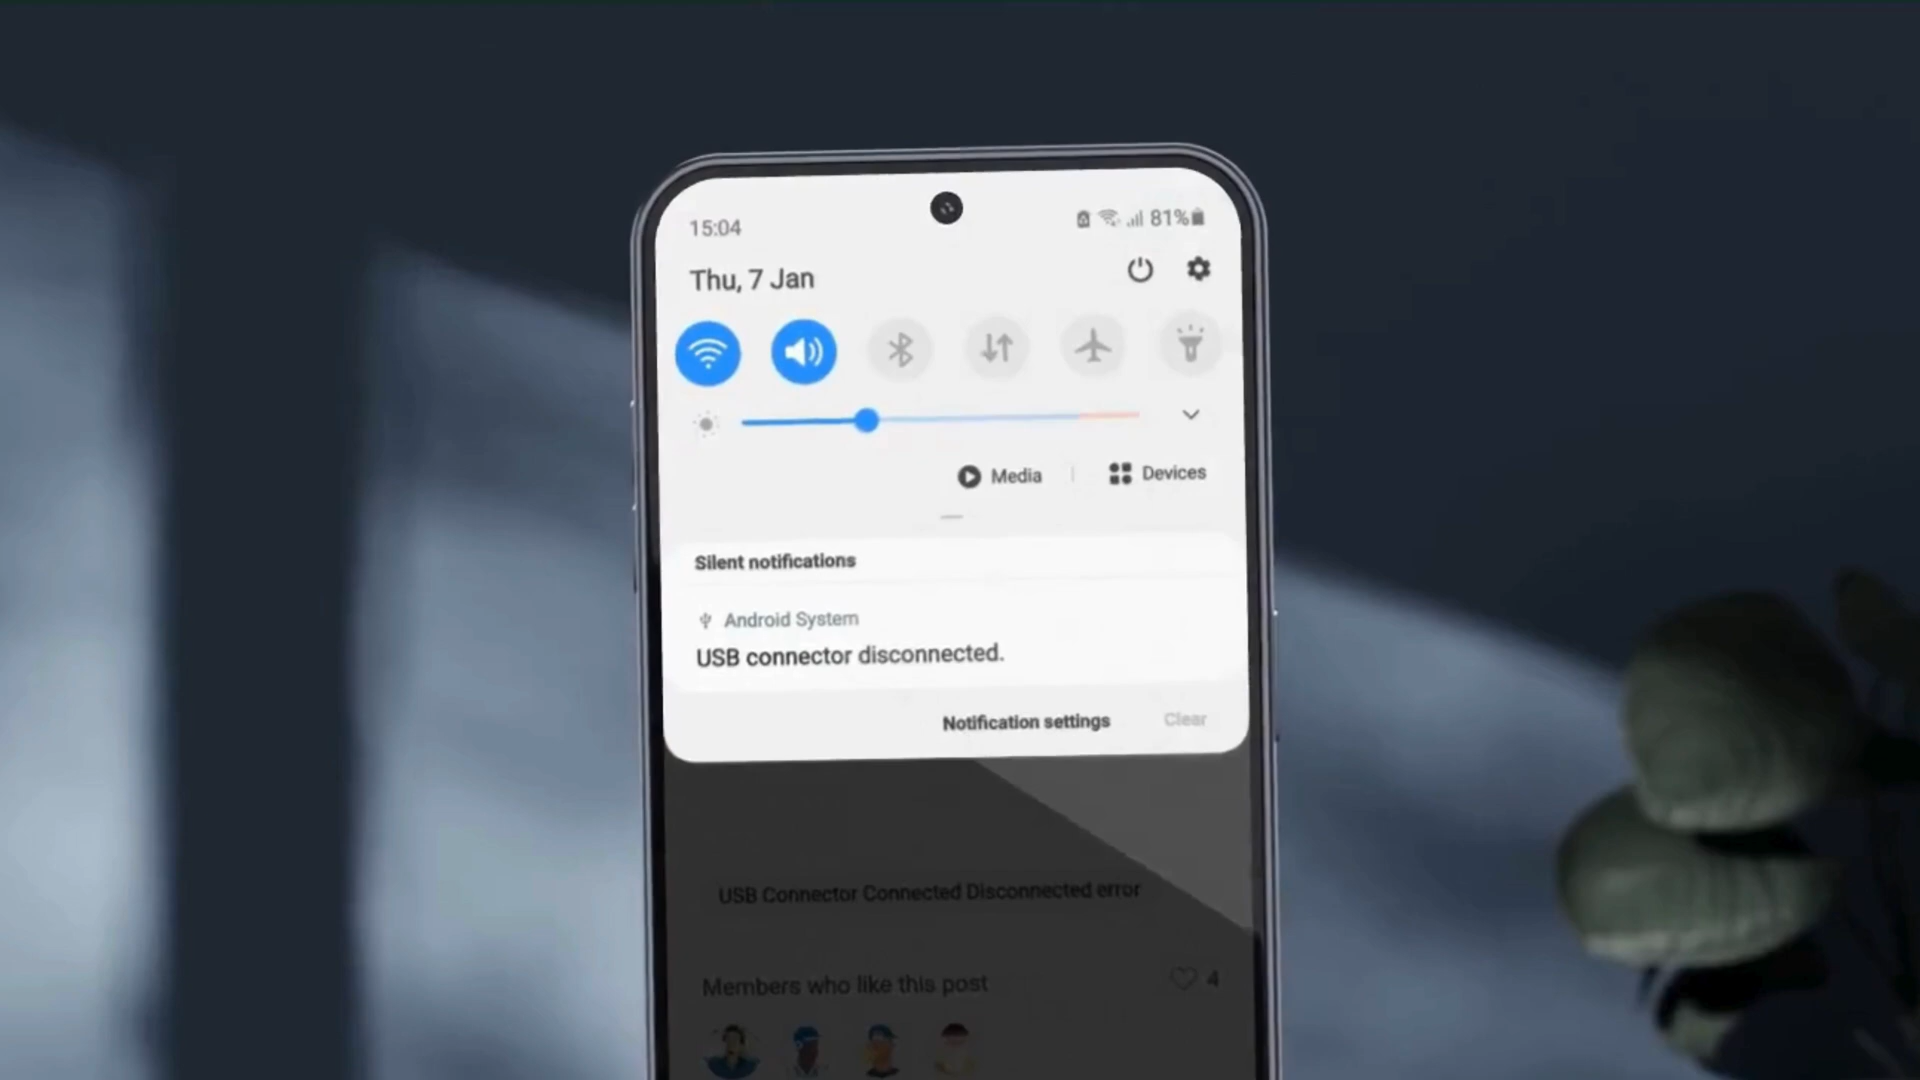 15:04
81%
Thu, 7 Jan
Media
Devices
Silent notifications
Android System
USB connector disconnected.
Notification settings
Clear
USB Connector Connected Disconnected error
Members who like this post
4